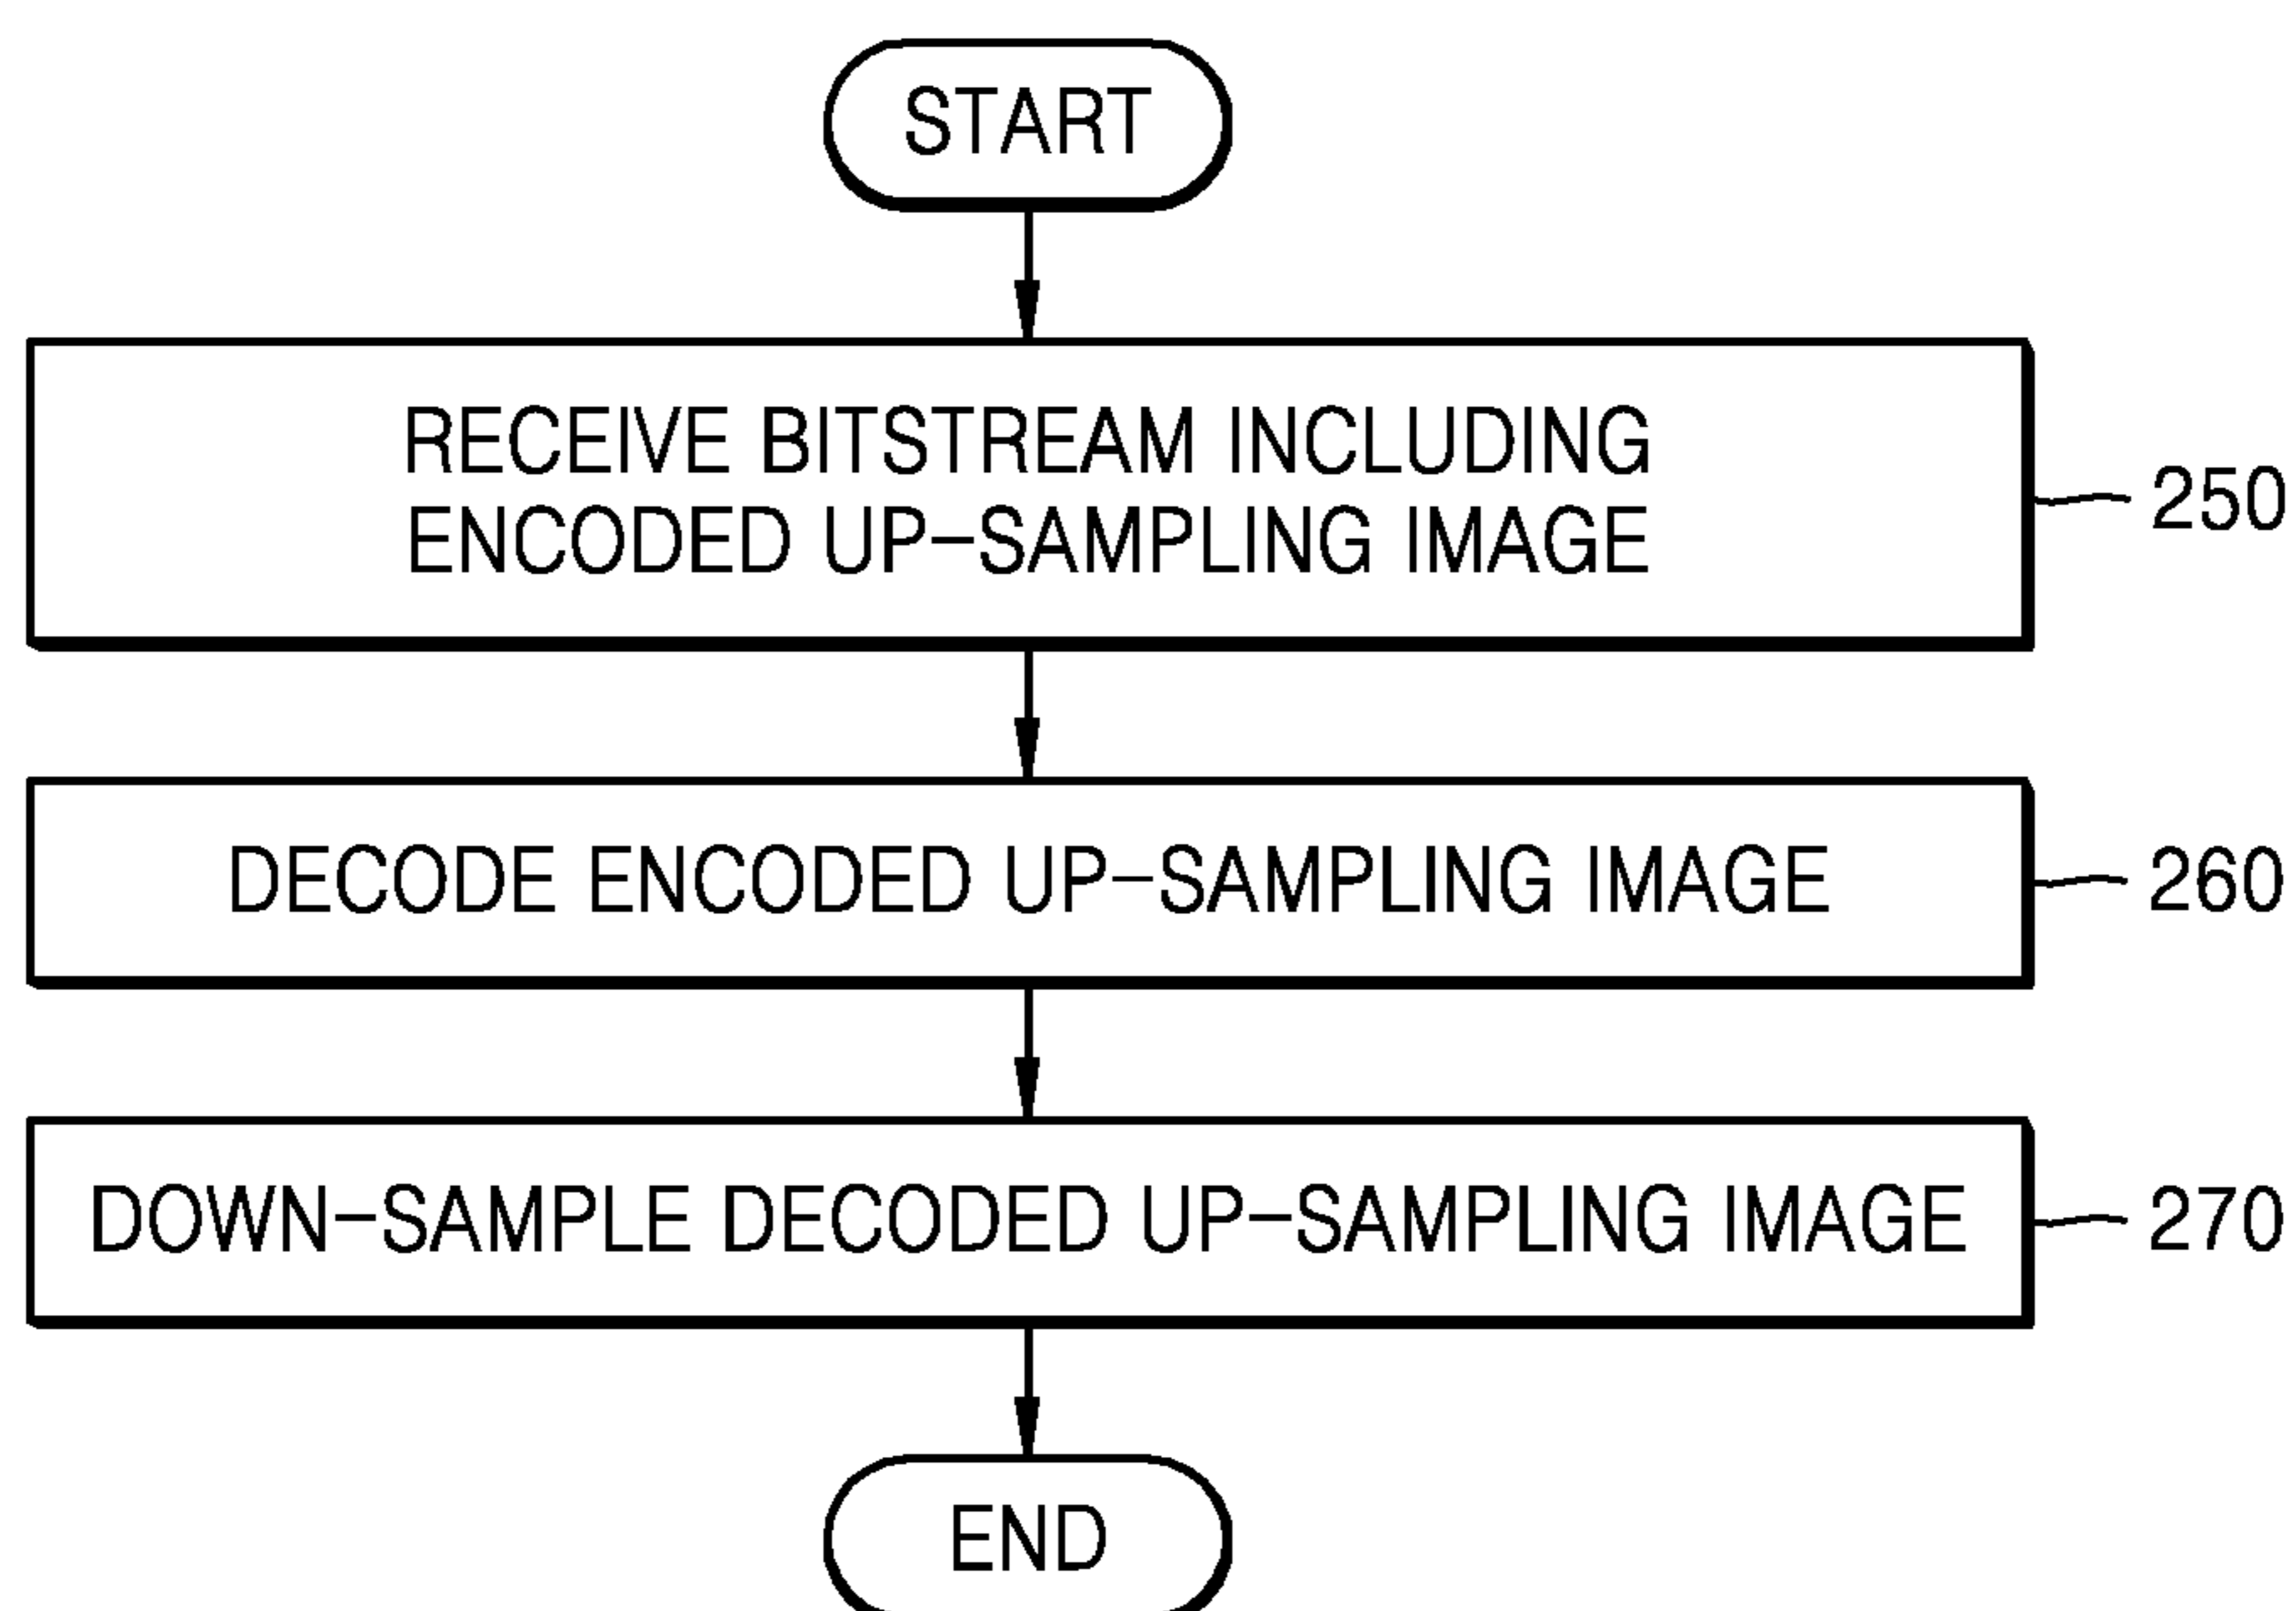 START
RECEIVE BITSTREAM INCLUDING
ENCODED UP-SAMPLING IMAGE
250
DECODE ENCODED UP-SAMPLING IMAGE
260
DOWN-SAMPLE DECODED UP-SAMPLING IMAGE
270
END